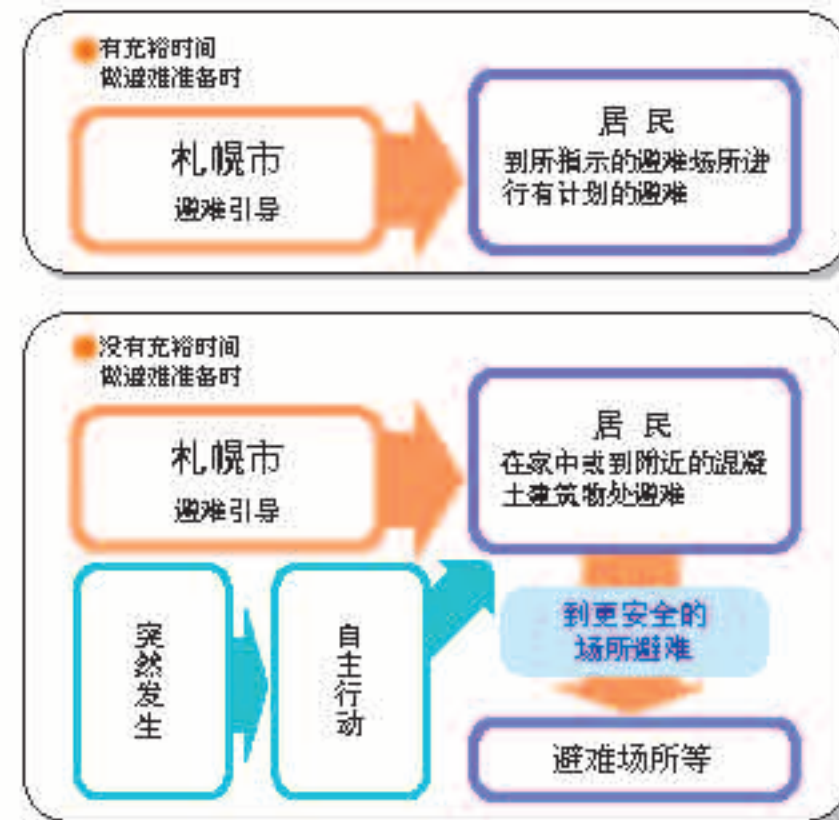 有充裕时间
做避难准备时
札幌市
避难引导
居 民
到所指示的避难场所进
行有计划的避难
没有充裕时间
做避难准备时
札幌市
避难引导
居 民
在家中或到附近的混凝
土建筑物处避难
突然发生
自主行动
到更安全的
场所避难
避难场所等